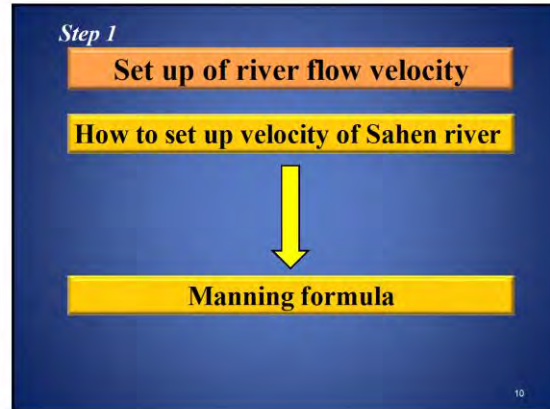 Step 1
Set up of river flow velocity
How to set up velocity of Sahen river
Manning formula
10